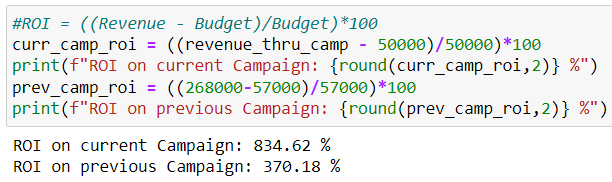 #ROI = ((Revenue - Budget)/Budget)*100
curr_camp_roi = ((revenue_thru_camp - 50000)/50000)*100
print(f"ROI on current Campaign: {round(curr_camp_roi,2)} %")
prev_camp_roi = ((268000-57000)/57000)*100
print(f"ROI on previous Campaign: {round(prev_camp_roi,2)} %")
ROI on current Campaign: 834.62 %
ROI on previous Campaign: 370.18 %